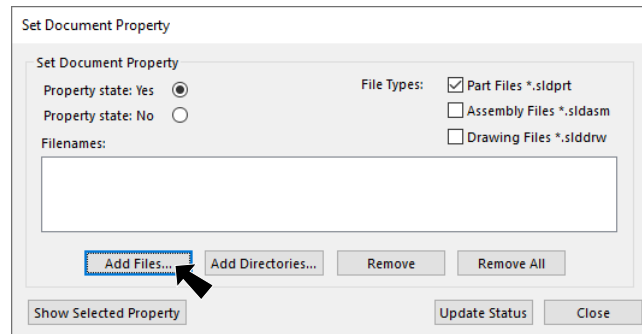 Set Document Property
Set Document Property
Property state: Yes
File Types:
Part Files *.sldprt
Property state: No
Assembly Files *.sldasm
Drawing Files *.slddrw
Filenames:
Add Files...
Add Directories...
Remove
Remove All
Show Selected Property
Update Status
Close